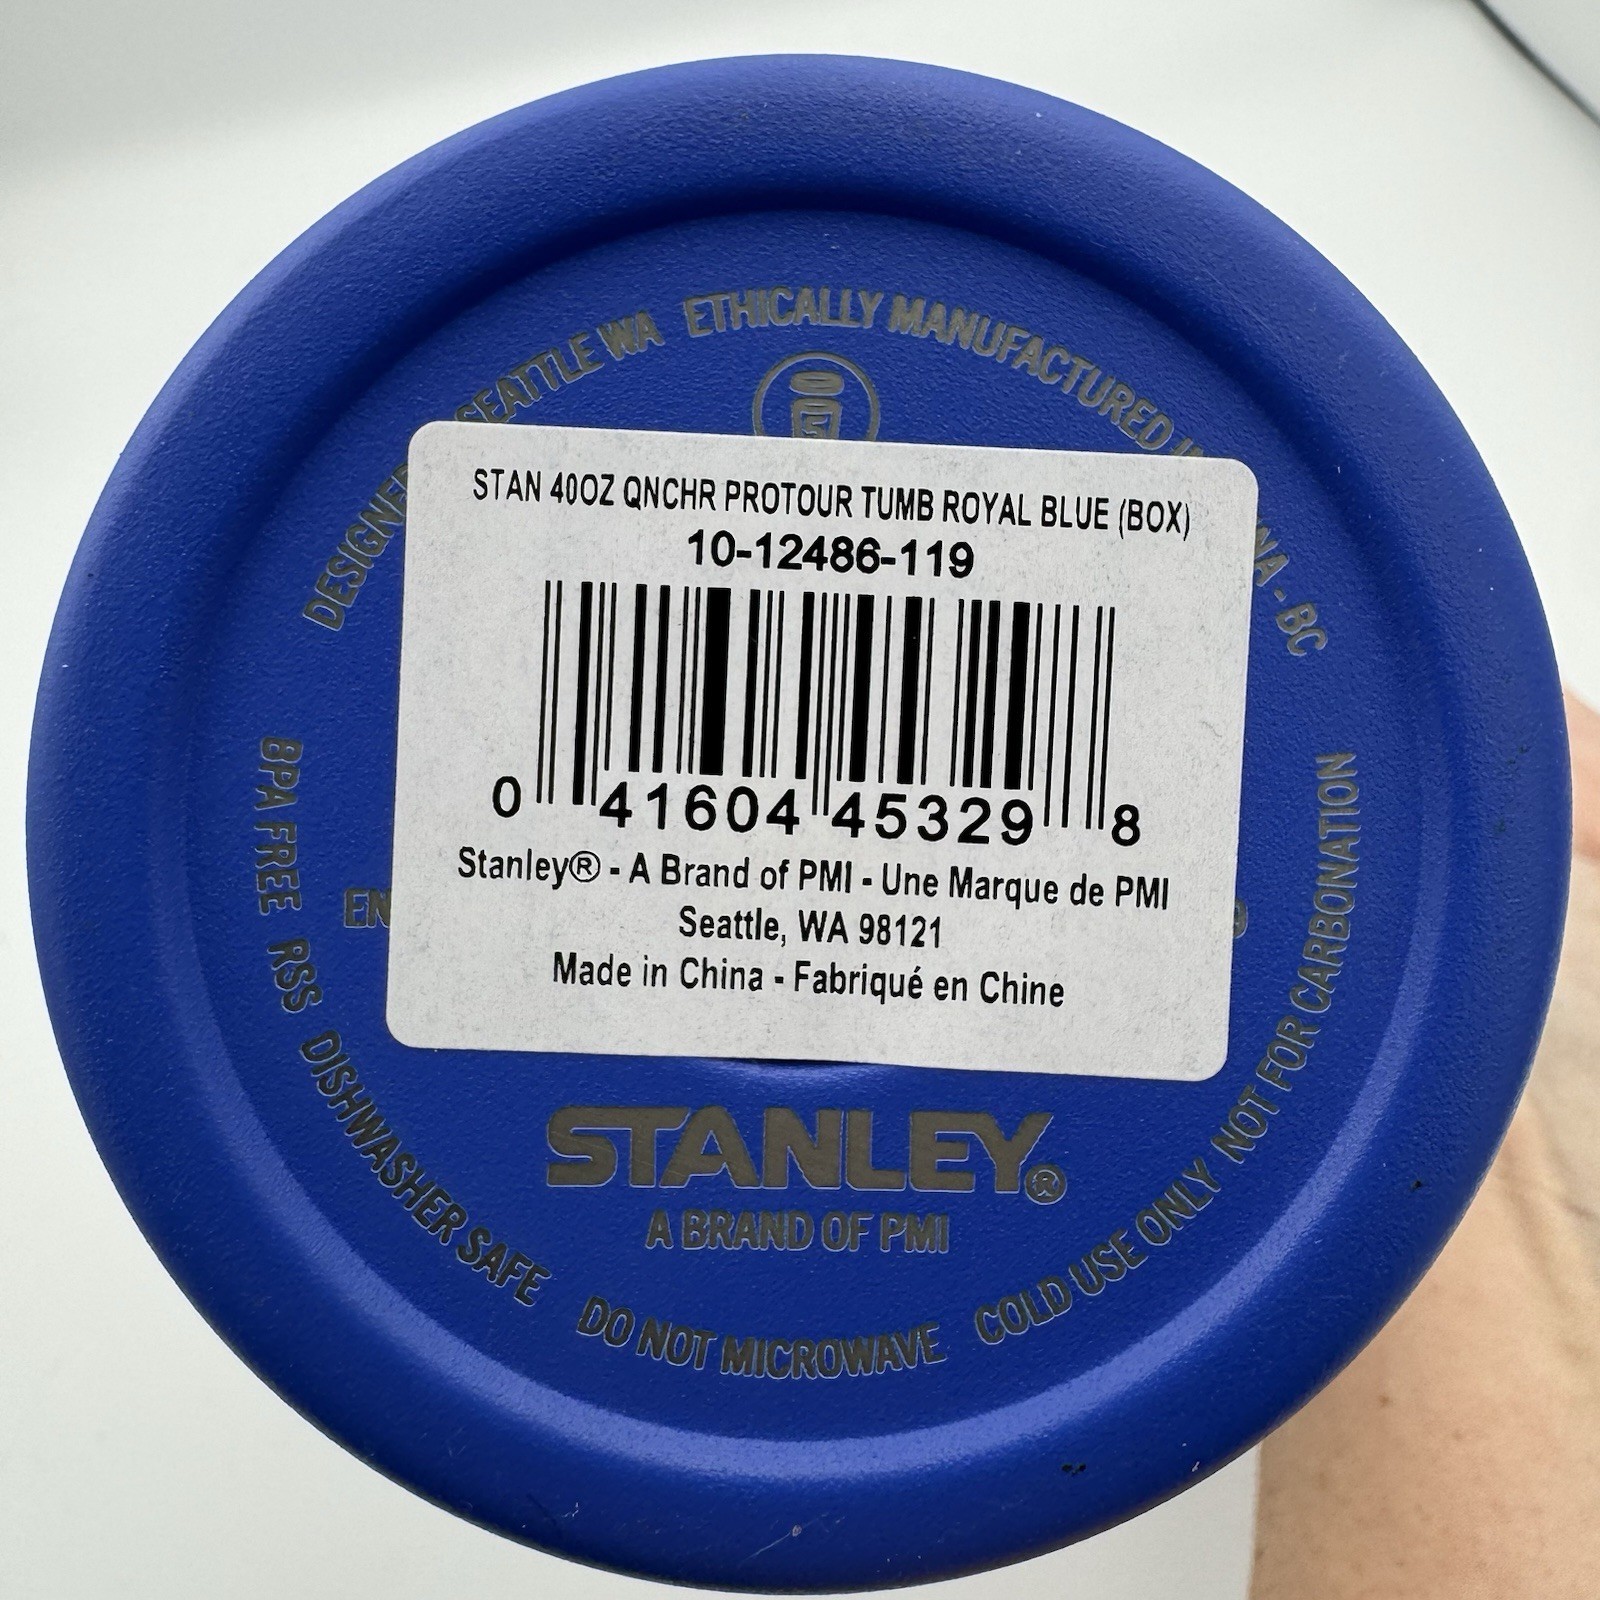 SEATTLE WA
ETHICALLY MANUFACTURED
- BC
STAN 40OZ QNCHR PROTOUR TUMB ROYAL BLUE (BOX)
10-12486-119
0 41604 45329 8
Stanley® - A Brand of PMI - Une Marque de PMI
Seattle, WA 98121
Made in China - Fabriqué en Chine
STANLEY®
A BRAND OF PMI
BPA FREE RSS DISHWASHER SAFE DO NOT MICROWAVE COLD USE ONLY NOT FOR CARBONATION